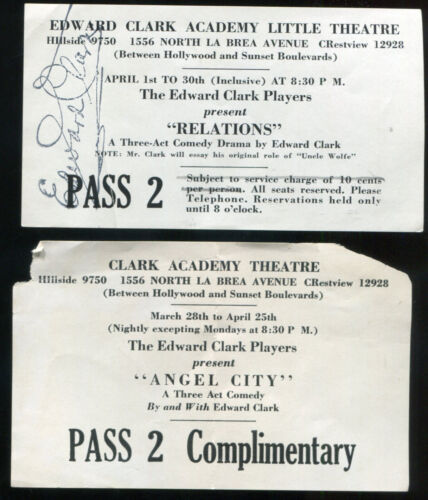 EDWARD CLARK ACADEMY LITTLE THEATRE
Hillside 9750 1556 NORTH LA BREA AVENUE CRestview 12928
(Between Hollywood and Sunset Boulevards)
APRIL 1st TO 30th (Inclusive) AT 8:30 P M.
The Edward Clark Players
present
"RELATIONS"
A Three-Act Comedy Drama by Edward Clark
NOTE: Mr. Clark will essay his original role of "Uncle Wolfe"
PASS 2
Subject to service charge of 10 cents
per person. All seats reserved. Please
Telephone. Reservations held only
until 8 o'clock.
Edward Clark
CLARK ACADEMY THEATRE
HIllside 9750 1556 NORTH LA BREA AVENUE CRestview 12928
(Between Hollywood and Sunset Boulevards)
March 28th to April 25th
(Nightly excepting Mondays at 8:30 P M.)
The Edward Clark Players
present
"ANGEL CITY"
A Three Act Comedy
By and With Edward Clark
PASS 2 Complimentary